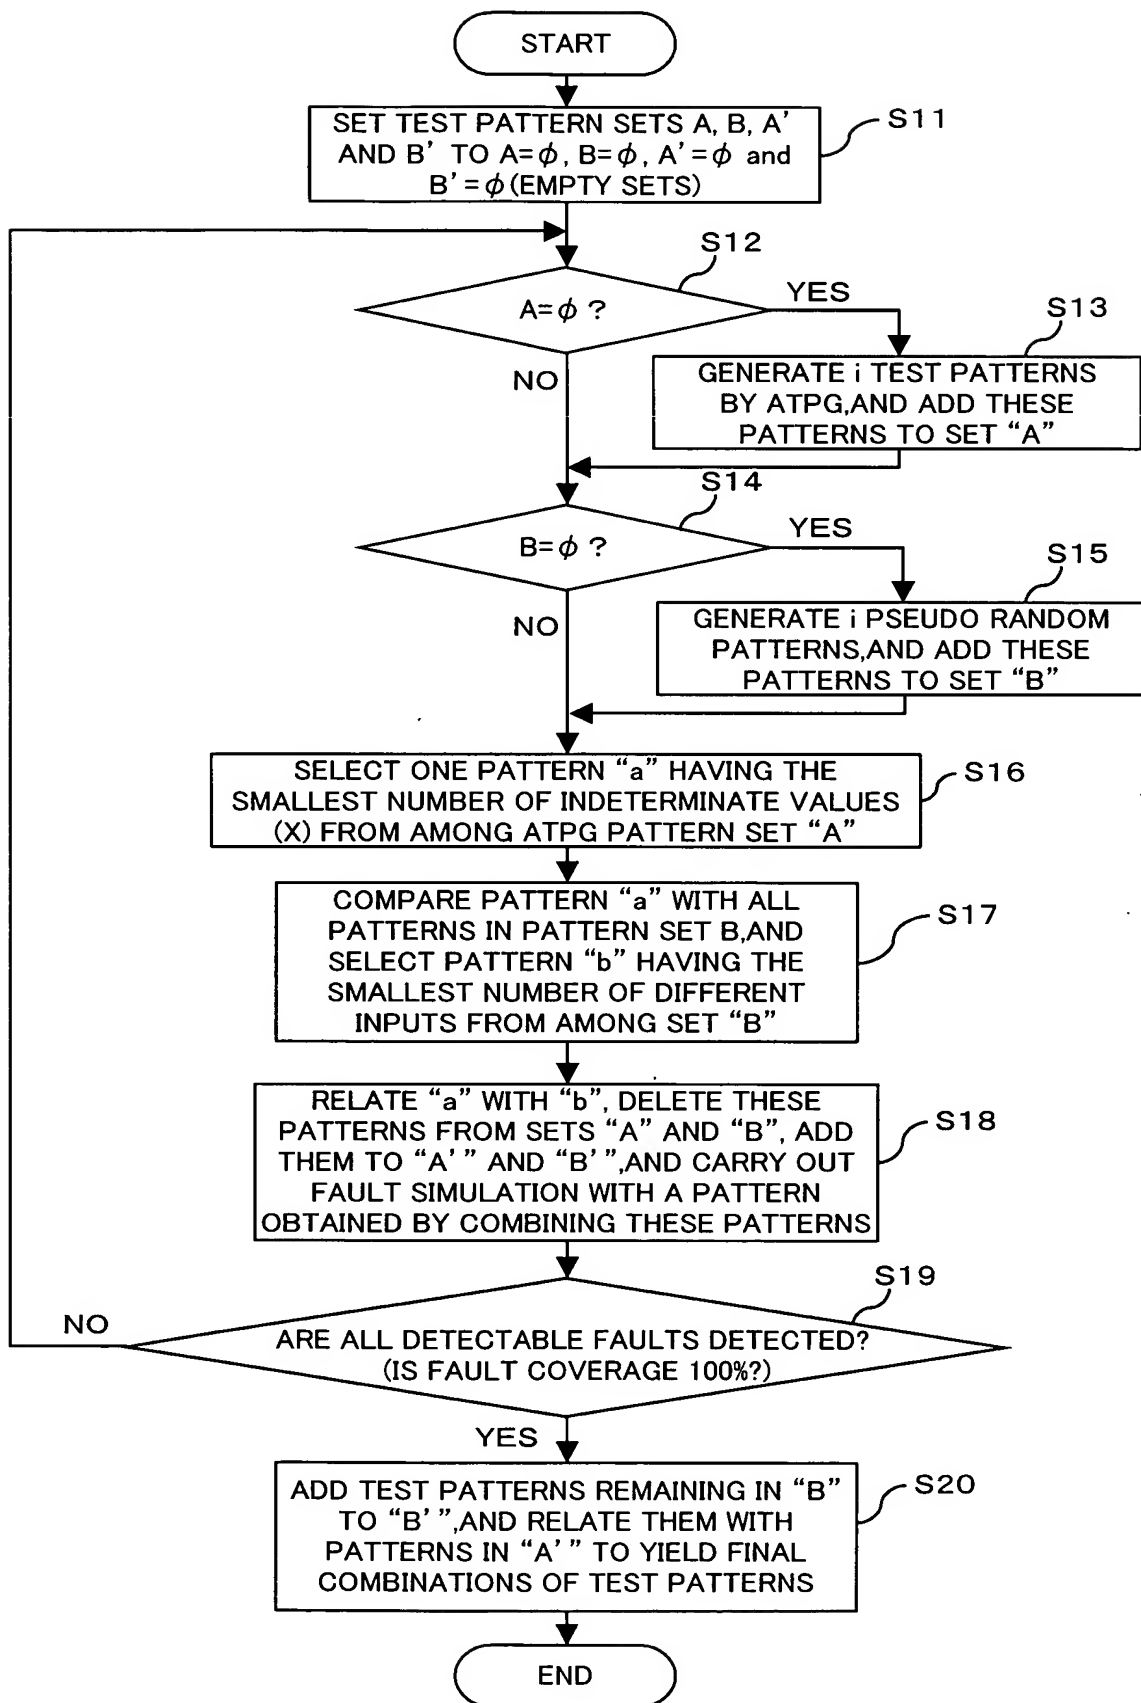 START
SET TEST PATTERN SETS A, B, A'
AND B' TO A=ϕ, B=ϕ, A'=ϕ and
B'=ϕ(EMPTY SETS)
S11
S12
A=ϕ ?
YES
NO
S13
GENERATE i TEST PATTERNS
BY ATPG,AND ADD THESE
PATTERNS TO SET “A”
S14
B=ϕ ?
YES
NO
S15
GENERATE i PSEUDO RANDOM
PATTERNS,AND ADD THESE
PATTERNS TO SET “B”
SELECT ONE PATTERN “a” HAVING THE
SMALLEST NUMBER OF INDETERMINATE VALUES
(X) FROM AMONG ATPG PATTERN SET “A”
S16
COMPARE PATTERN “a” WITH ALL
PATTERNS IN PATTERN SET B,AND
SELECT PATTERN “b” HAVING THE
SMALLEST NUMBER OF DIFFERENT
INPUTS FROM AMONG SET “B”
S17
RELATE “a” WITH “b”, DELETE THESE
PATTERNS FROM SETS “A” AND “B”, ADD
THEM TO “A'” AND “B'”,AND CARRY OUT
FAULT SIMULATION WITH A PATTERN
OBTAINED BY COMBINING THESE PATTERNS
S18
S19
NO
ARE ALL DETECTABLE FAULTS DETECTED?
(IS FAULT COVERAGE 100%?)
YES
ADD TEST PATTERNS REMAINING IN “B”
TO “B'”,AND RELATE THEM WITH
PATTERNS IN “A'” TO YIELD FINAL
COMBINATIONS OF TEST PATTERNS
S20
END